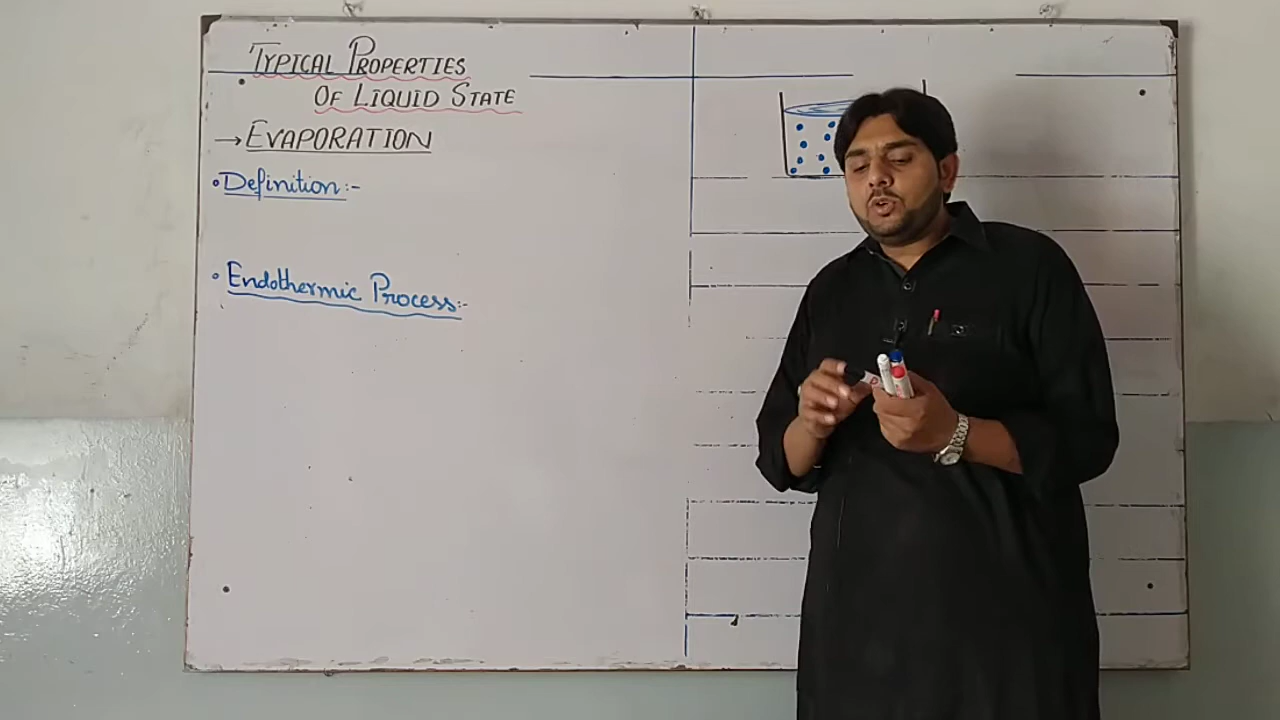 TYPICAL PROPERTIES
OF LIQUID STATE
→EVAPORATION
•Definition:-
•Endothermic Process:-